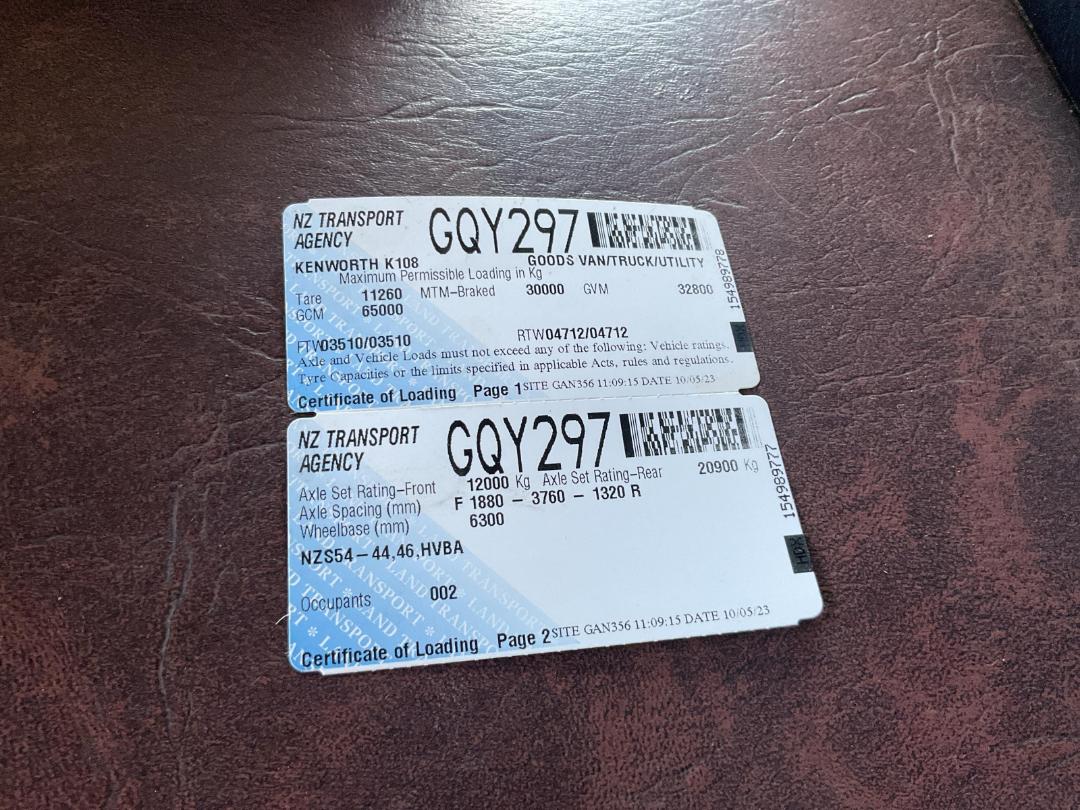 NZ TRANSPORT
AGENCY
GQY297
KENWORTH K108 GOODS VAN/TRUCK/UTILITY
Maximum Permissible Loading in Kg
Tare 11260 MTM-Braked 30000 GVM 32800
GCM 65000
FTW03510/03510 RTW04712/04712
Axle and Vehicle Loads must not exceed any of the following: Vehicle ratings,
Tyre Capacities or the limits specified in applicable Acts, rules and regulations.
Certificate of Loading Page 1 SITE GAN356 11:09:15 DATE 10/05/23
154989778
NZ TRANSPORT
AGENCY
GQY297
Axle Set Rating-Front 12000 Kg Axle Set Rating-Rear 20900 Kg
Axle Spacing (mm) F 1880 - 3760 - 1320 R
Wheelbase (mm) 6300
NZS54-44,46,HVBA
Occupants 002
Certificate of Loading Page 2 SITE GAN356 11:09:15 DATE 10/05/23
154989777